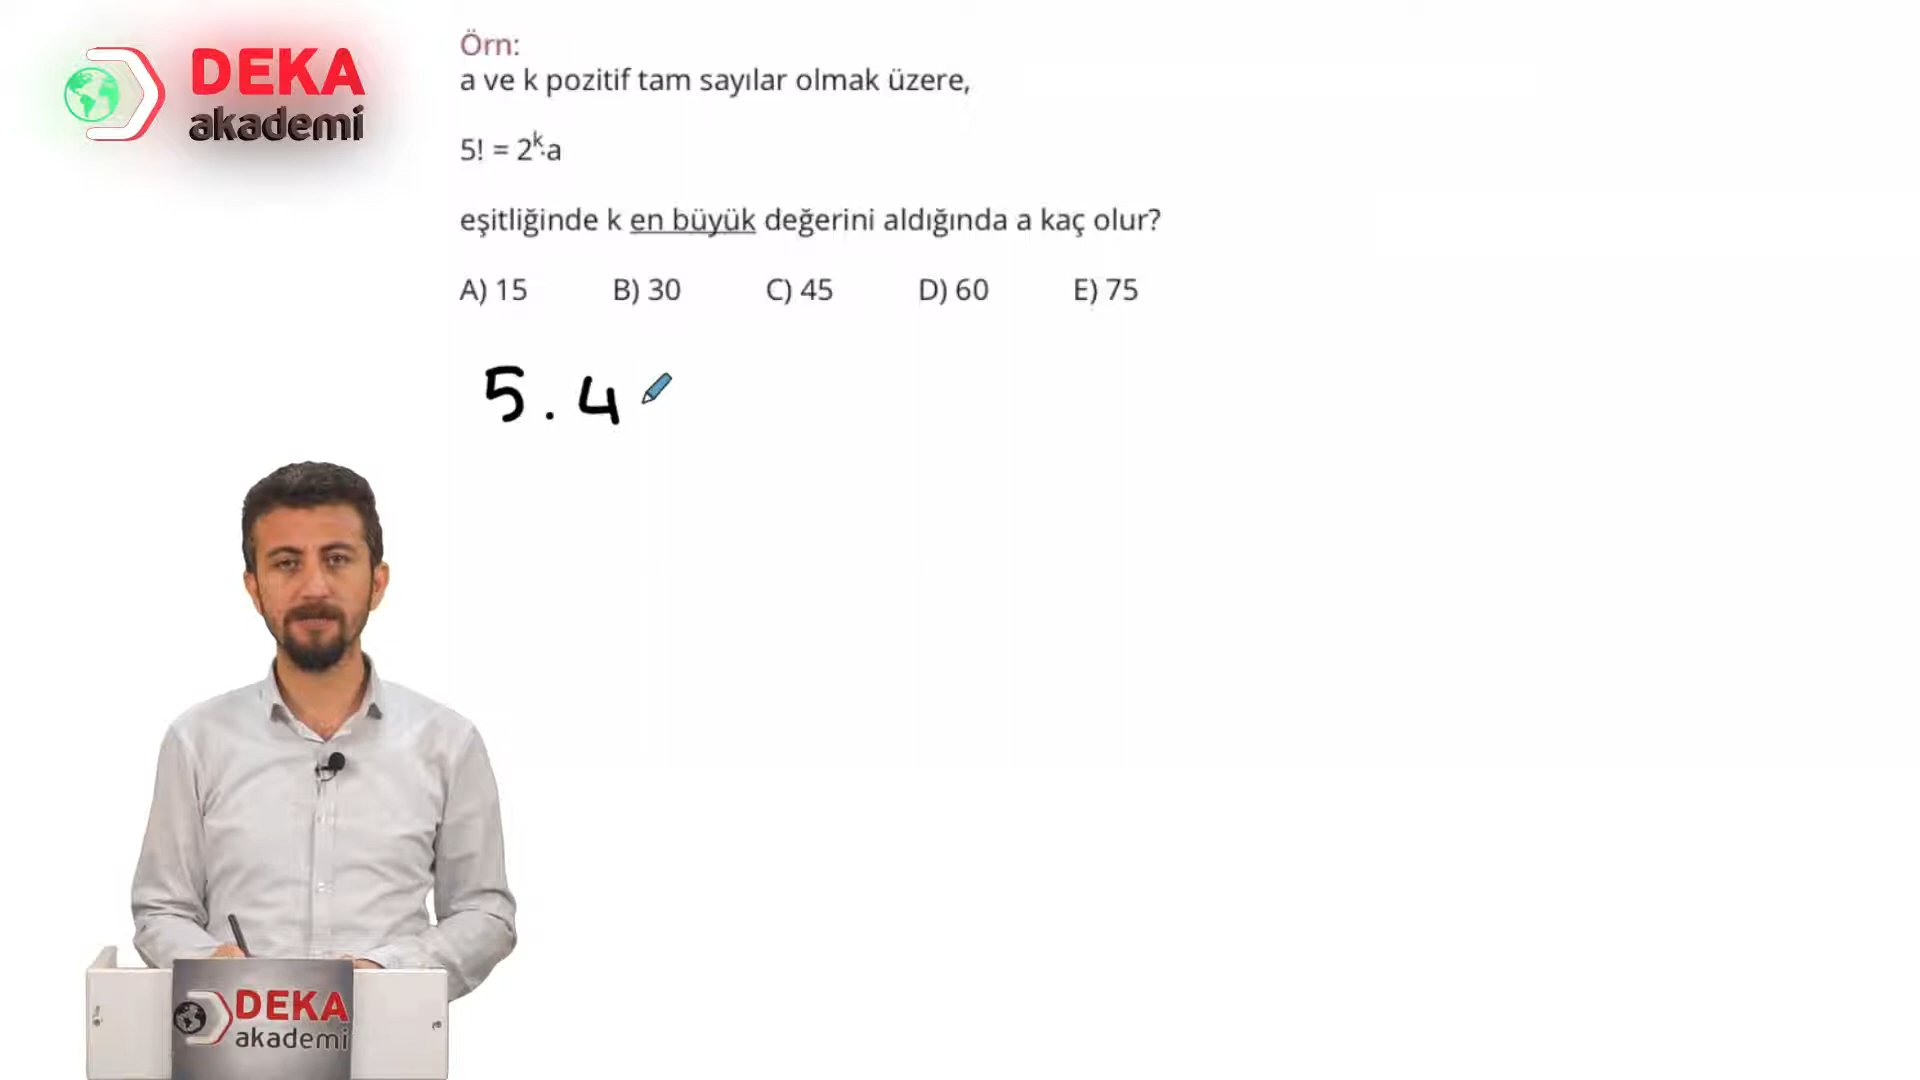 DEKA
akademi
Örn:
a ve k pozitif tam sayılar olmak üzere,
5! = 2^k.a
eşitliğinde k en büyük değerini aldığında a kaç olur?
A) 15 B) 30 C) 45 D) 60 E) 75
5 . 4
DEKA
akademi